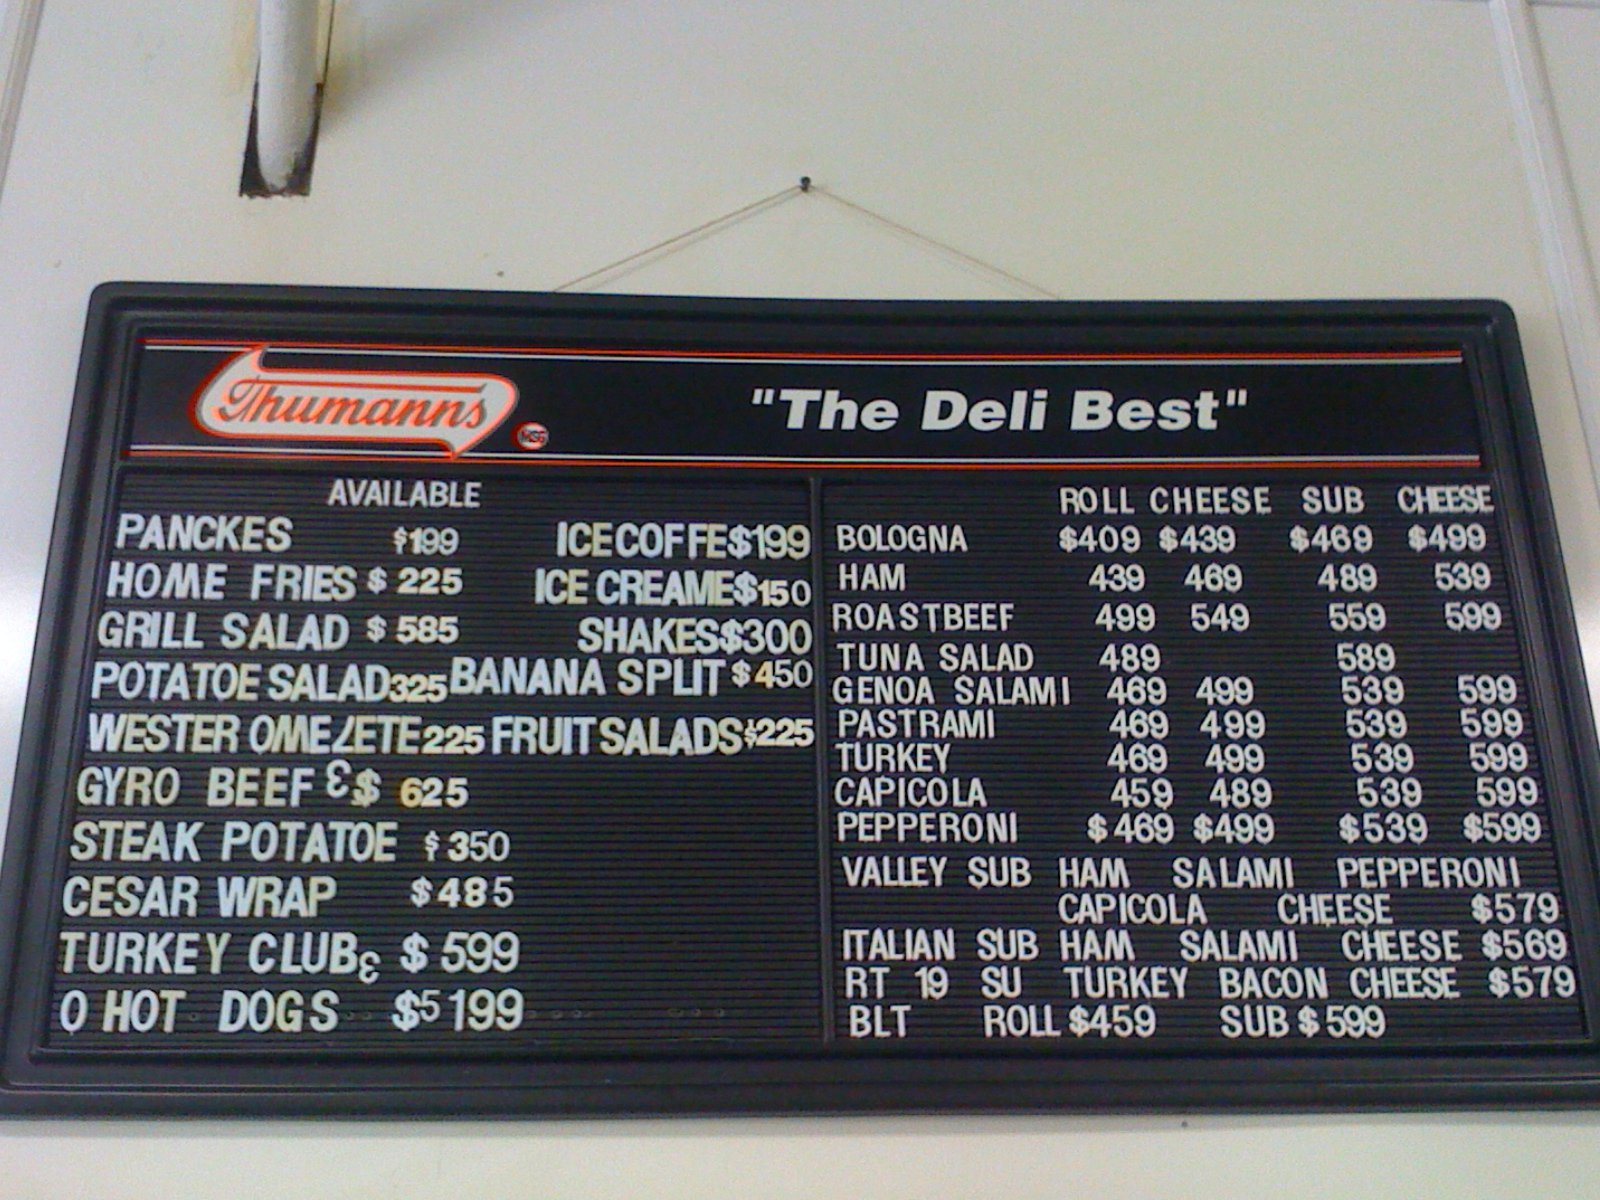 Thumanns
MSG
"The Deli Best"
AVAILABLE
PANCKES $199
HOME FRIES $ 225
GRILL SALAD $ 585
POTATOE SALAD 325
WESTER OMELETE 225
GYRO BEEF & $ 625
STEAK POTATOE $ 350
CESAR WRAP $ 485
TURKEY CLUB & $ 599
O HOT DOGS $5 199
ICE COFFE $199
ICE CREAME $150
SHAKES $300
BANANA SPLIT $ 450
FRUIT SALADS $225
ROLL CHEESE SUB CHEESE
BOLOGNA $409 $439 $469 $499
HAM 439 469 489 539
ROASTBEEF 499 549 559 599
TUNA SALAD 489 589
GENOA SALAMI 469 499 539 599
PASTRAMI 469 499 539 599
TURKEY 469 499 539 599
CAPICOLA 459 489 539 599
PEPPERONI $ 469 $499 $539 $599
VALLEY SUB HAM SALAMI PEPPERONI
CAPICOLA CHEESE $579
ITALIAN SUB HAM SALAMI CHEESE $569
RT 19 SU TURKEY BACON CHEESE $579
BLT ROLL $459 SUB $ 599